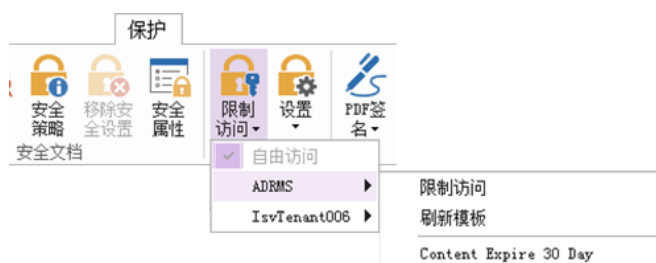 保护
安全
策略
移除安
全设置
安全
属性
限制
访问
设置
PDF签
名
安全文档
自由访问
ADRMS
IsvTenant006
限制访问
刷新模板
Content Expire 30 Day